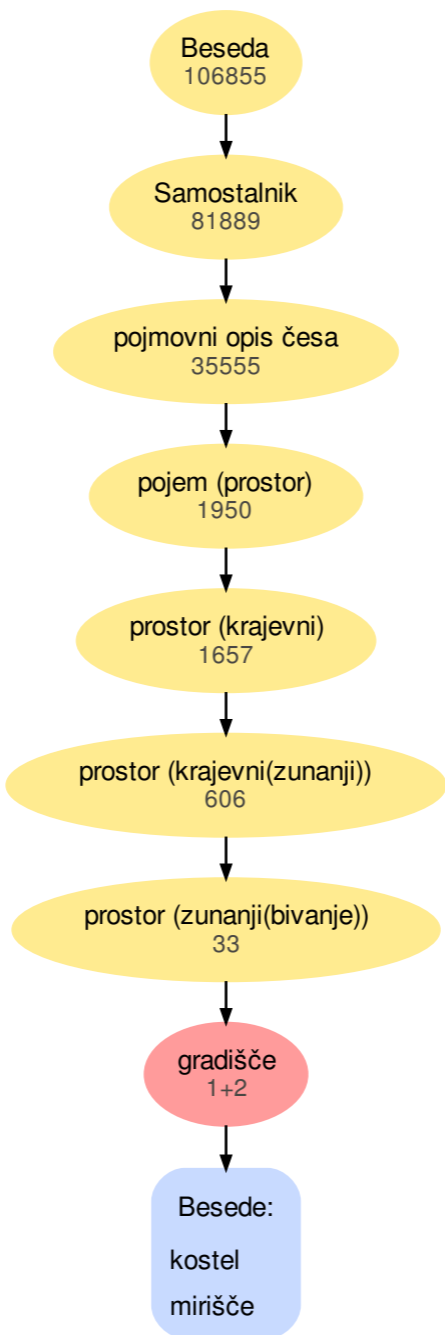 Beseda
106855
Samostalnik
81889
pojmovni opis česa
35555
pojem (prostor)
1950
prostor (krajevni)
1657
prostor (krajevni(zunanji))
606
prostor (zunanji(bivanje))
33
gradišče
1+2
Besede:
kostel
mirišče